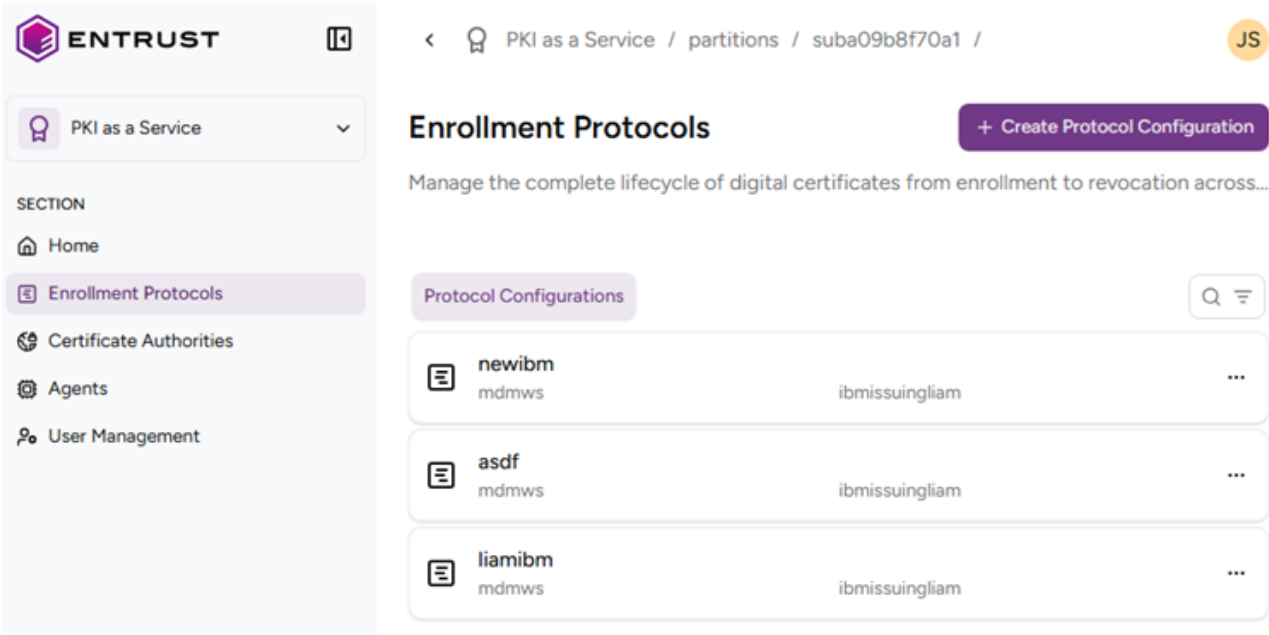 ENTRUST
PKI as a Service
SECTION
Home
Enrollment Protocols
Certificate Authorities
Agents
User Management
PKI as a Service / partitions / suba09b8f70a1 /
JS
Enrollment Protocols
+ Create Protocol Configuration
Manage the complete lifecycle of digital certificates from enrollment to revocation across...
Protocol Configurations
newibm
mdmws ibmissuingliam
asdf
mdmws ibmissuingliam
liamibm
mdmws ibmissuingliam